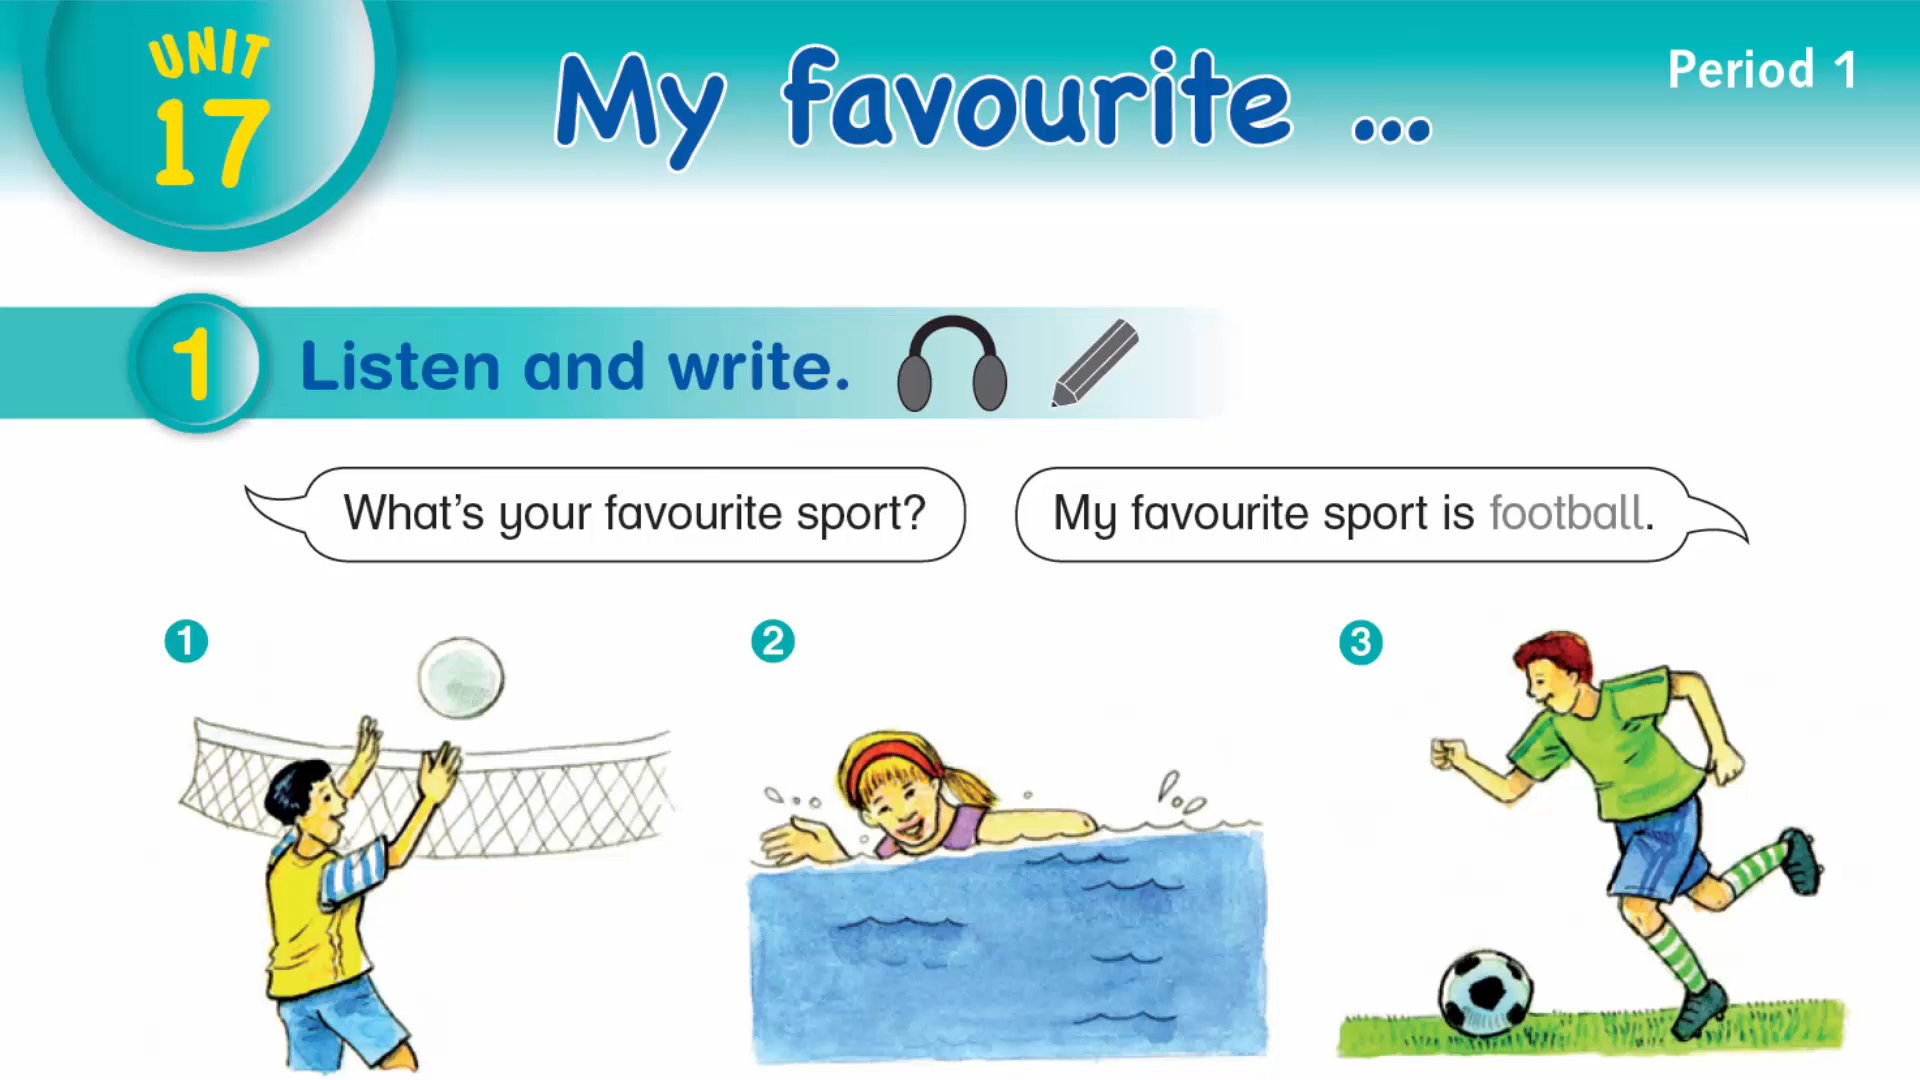 UNIT
17
My favourite ...
Period 1
1 Listen and write.
What's your favourite sport?
My favourite sport is football.
1
2
3